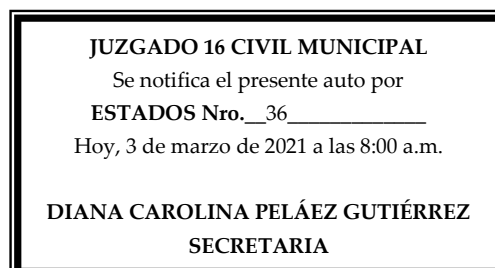 JUZGADO 16 CIVIL MUNICIPAL
Se notifica el presente auto por
ESTADOS Nro.__36_____________
Hoy, 3 de marzo de 2021 a las 8:00 a.m.
DIANA CAROLINA PELÁEZ GUTIÉRREZ
SECRETARIA